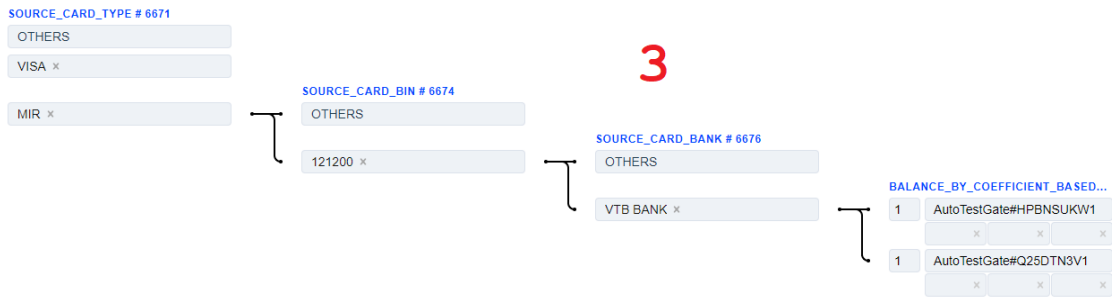 SOURCE_CARD_TYPE # 6671
OTHERS
VISA ×
MIR ×
3
SOURCE_CARD_BIN # 6674
OTHERS
121200 ×
SOURCE_CARD_BANK # 6676
OTHERS
VTB BANK ×
BALANCE_BY_COEFFICIENT_BASED...
1 AutoTestGate#HPBNSUKW1
× × ×
1 AutoTestGate#Q25DTN3V1
× × ×